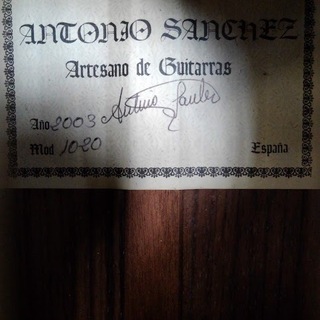 ANTONIO SANCHEZ
Artesano de Guitarras
Año 2003
Mod 1020 España